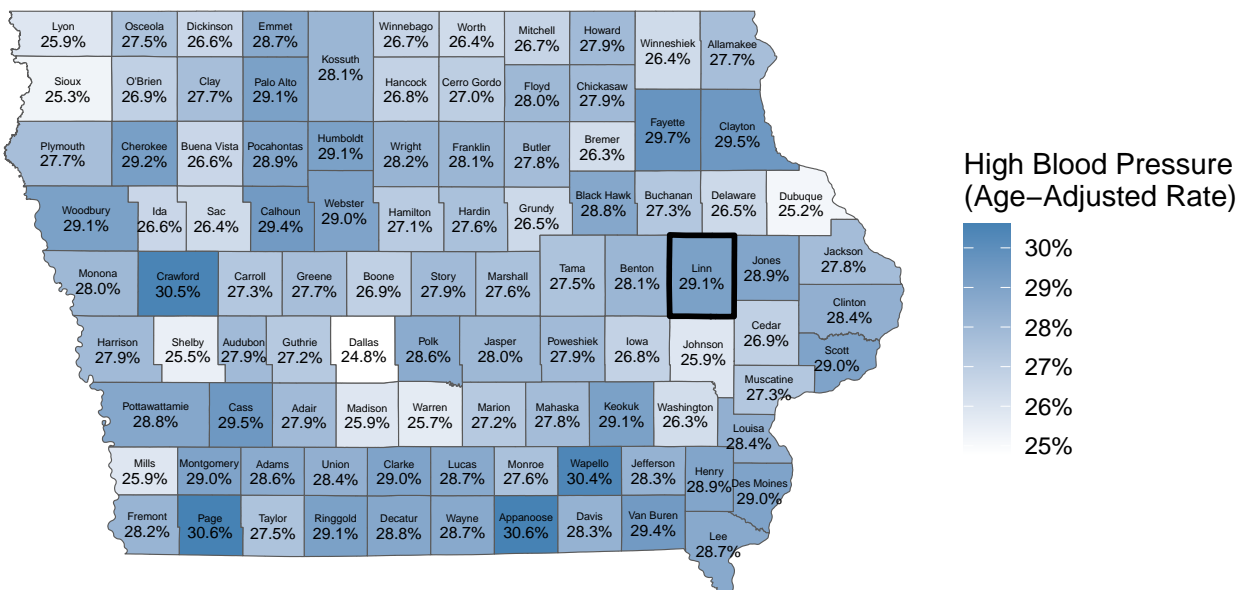 Lyon
25.9%
Osceola
27.5%
Dickinson
26.6%
Emmet
28.7%
Kossuth
28.1%
Winnebago
26.7%
Worth
26.4%
Mitchell
26.7%
Howard
27.9%
Winneshiek
26.4%
Allamakee
27.7%
Sioux
25.3%
O'Brien
26.9%
Clay
27.7%
Palo Alto
29.1%
Hancock
26.8%
Cerro Gordo
27.0%
Floyd
28.0%
Chickasaw
27.9%
Fayette
29.7%
Clayton
29.5%
Plymouth
27.7%
Cherokee
29.2%
Buena Vista
26.6%
Pocahontas
28.9%
Humboldt
29.1%
Wright
28.2%
Franklin
28.1%
Butler
27.8%
Bremer
26.3%
Woodbury
29.1%
Ida
26.6%
Sac
26.4%
Calhoun
29.4%
Webster
29.0%
Hamilton
27.1%
Hardin
27.6%
Grundy
26.5%
Black Hawk
28.8%
Buchanan
27.3%
Delaware
26.5%
Dubuque
25.2%
Monona
28.0%
Crawford
30.5%
Carroll
27.3%
Greene
27.7%
Boone
26.9%
Story
27.9%
Marshall
27.6%
Tama
27.5%
Benton
28.1%
Linn
29.1%
Jones
28.9%
Jackson
27.8%
Clinton
28.4%
Harrison
27.9%
Shelby
25.5%
Audubon
27.9%
Guthrie
27.2%
Dallas
24.8%
Polk
28.6%
Jasper
28.0%
Poweshiek
27.9%
Iowa
26.8%
Johnson
25.9%
Cedar
26.9%
Scott
29.0%
Muscatine
27.3%
Pottawattamie
28.8%
Cass
29.5%
Adair
27.9%
Madison
25.9%
Warren
25.7%
Marion
27.2%
Mahaska
27.8%
Keokuk
29.1%
Washington
26.3%
Louisa
28.4%
Mills
25.9%
Montgomery
29.0%
Adams
28.6%
Union
28.4%
Clarke
29.0%
Lucas
28.7%
Monroe
27.6%
Wapello
30.4%
Jefferson
28.3%
Henry
28.9%
Des Moines
29.0%
Fremont
28.2%
Page
30.6%
Taylor
27.5%
Ringgold
29.1%
Decatur
28.8%
Wayne
28.7%
Appanoose
30.6%
Davis
28.3%
Van Buren
29.4%
Lee
28.7%
High Blood Pressure
(Age−Adjusted Rate)
30%
29%
28%
27%
26%
25%